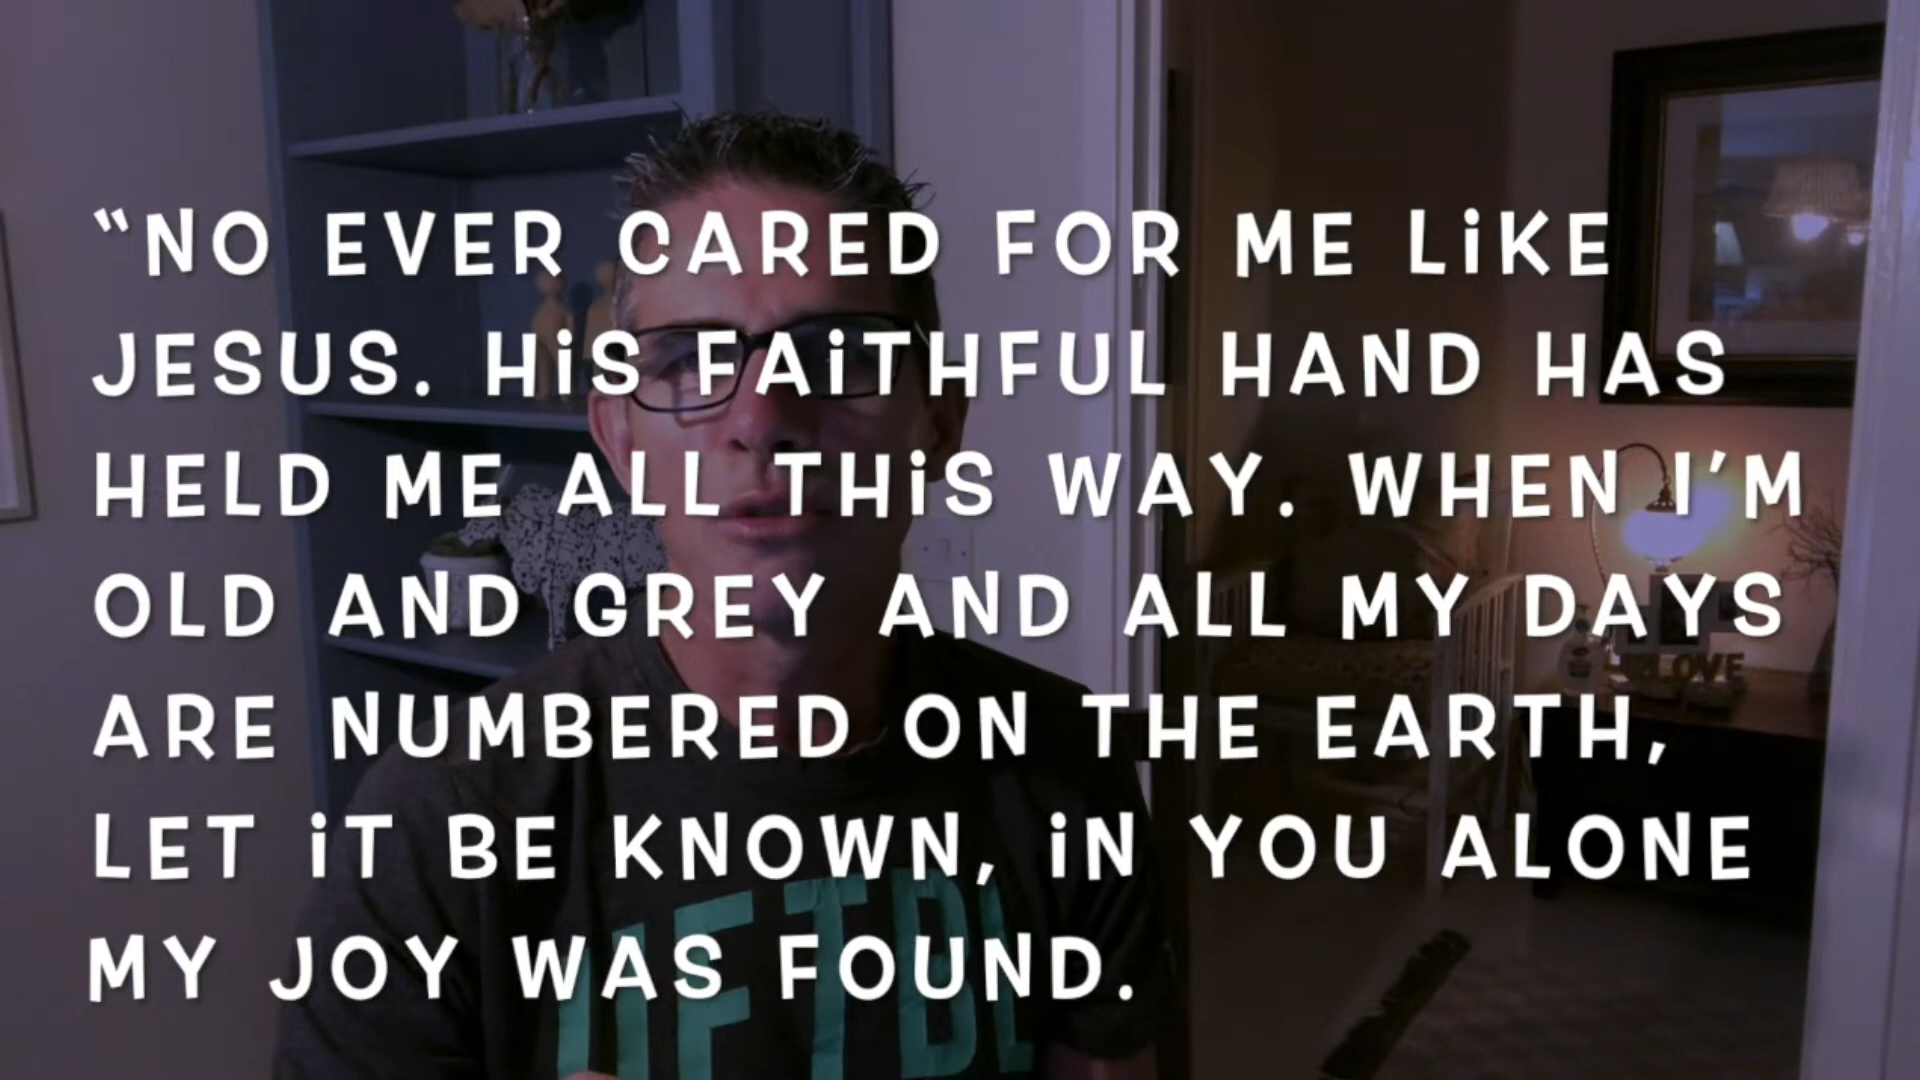 “NO EVER CARED FOR ME LiKE
JESUS. HiS FAiTHFUL HAND HAS
HELD ME ALL THiS WAY. WHEN I’M
OLD AND GREY AND ALL MY DAYS
ARE NUMBERED ON THE EARTH,
LET iT BE KNOWN, iN YOU ALONE
MY JOY WAS FOUND.
LOVE